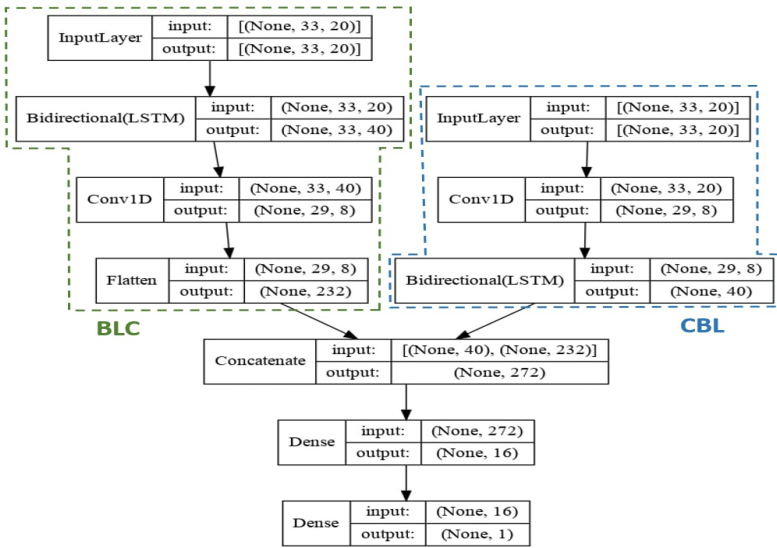 InputLayer
input: [(None, 33, 20)]
output: [(None, 33, 20)]
Bidirectional(LSTM)
input: (None, 33, 20)
output: (None, 33, 40)
Conv1D
input: (None, 33, 40)
output: (None, 29, 8)
Flatten
input: (None, 29, 8)
output: (None, 232)
BLC
InputLayer
input: [(None, 33, 20)]
output: [(None, 33, 20)]
Conv1D
input: (None, 33, 20)
output: (None, 29, 8)
Bidirectional(LSTM)
input: (None, 29, 8)
output: (None, 40)
CBL
Concatenate
input: [(None, 40), (None, 232)]
output: (None, 272)
Dense
input: (None, 272)
output: (None, 16)
Dense
input: (None, 16)
output: (None, 1)